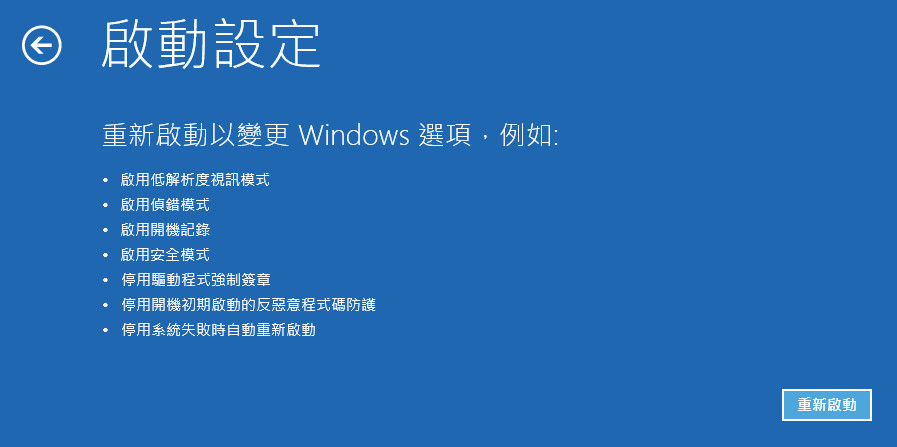 啟動設定
重新啟動以變更 Windows 選項，例如:
• 啟用低解析度視訊模式
• 啟用偵錯模式
• 啟用開機記錄
• 啟用安全模式
• 停用驅動程式強制簽章
• 停用開機初期啟動的反惡意程式碼防護
• 停用系統失敗時自動重新啟動
重新啟動